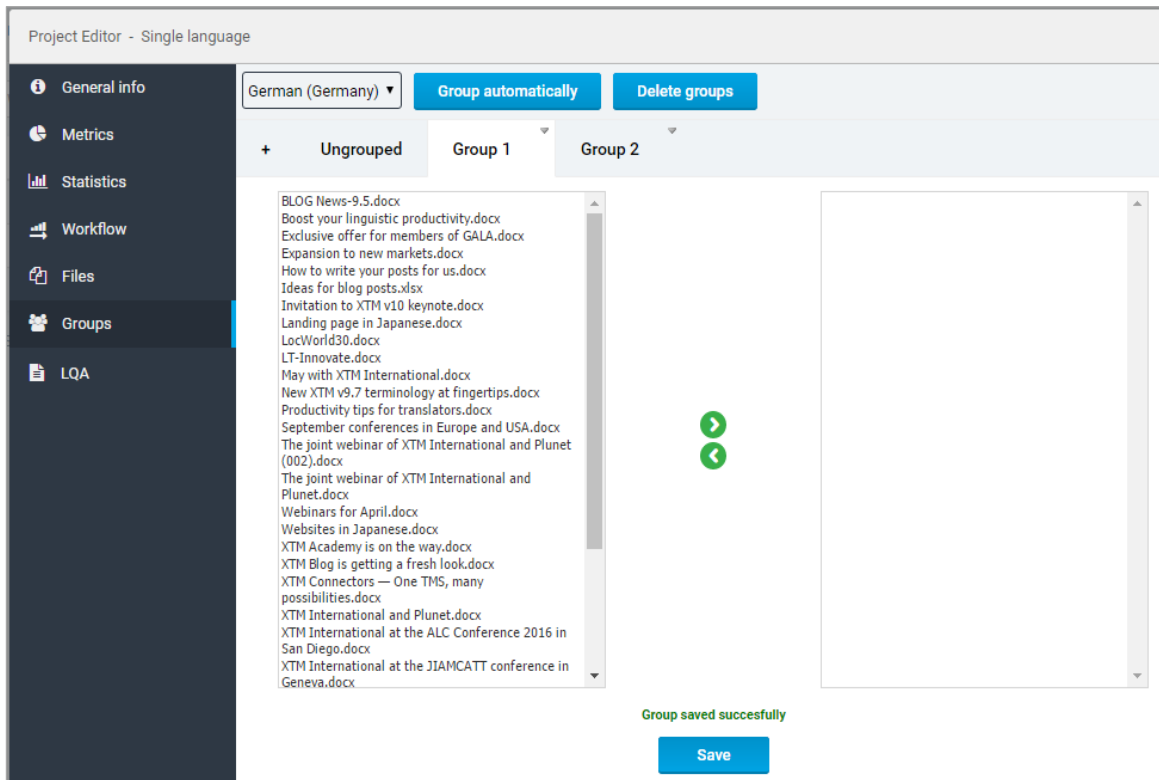 Project Editor - Single language
General info
Metrics
Statistics
Workflow
Files
Groups
LQA
German (Germany)
Group automatically
Delete groups
+ Ungrouped Group 1 Group 2
BLOG News-9.5.docx
Boost your linguistic productivity.docx
Exclusive offer for members of GALA.docx
Expansion to new markets.docx
How to write your posts for us.docx
Ideas for blog posts.xlsx
Invitation to XTM v10 keynote.docx
Landing page in Japanese.docx
LocWorld30.docx
LT-Innovate.docx
May with XTM International.docx
New XTM v9.7 terminology at fingertips.docx
Productivity tips for translators.docx
September conferences in Europe and USA.docx
The joint webinar of XTM International and Plunet
(002).docx
The joint webinar of XTM International and
Plunet.docx
Webinars for April.docx
Websites in Japanese.docx
XTM Academy is on the way.docx
XTM Blog is getting a fresh look.docx
XTM Connectors — One TMS, many
possibilities.docx
XTM International and Plunet.docx
XTM International at the ALC Conference 2016 in
San Diego.docx
XTM International at the JIAMCATT conference in
Geneva.docx
Group saved succesfully
Save